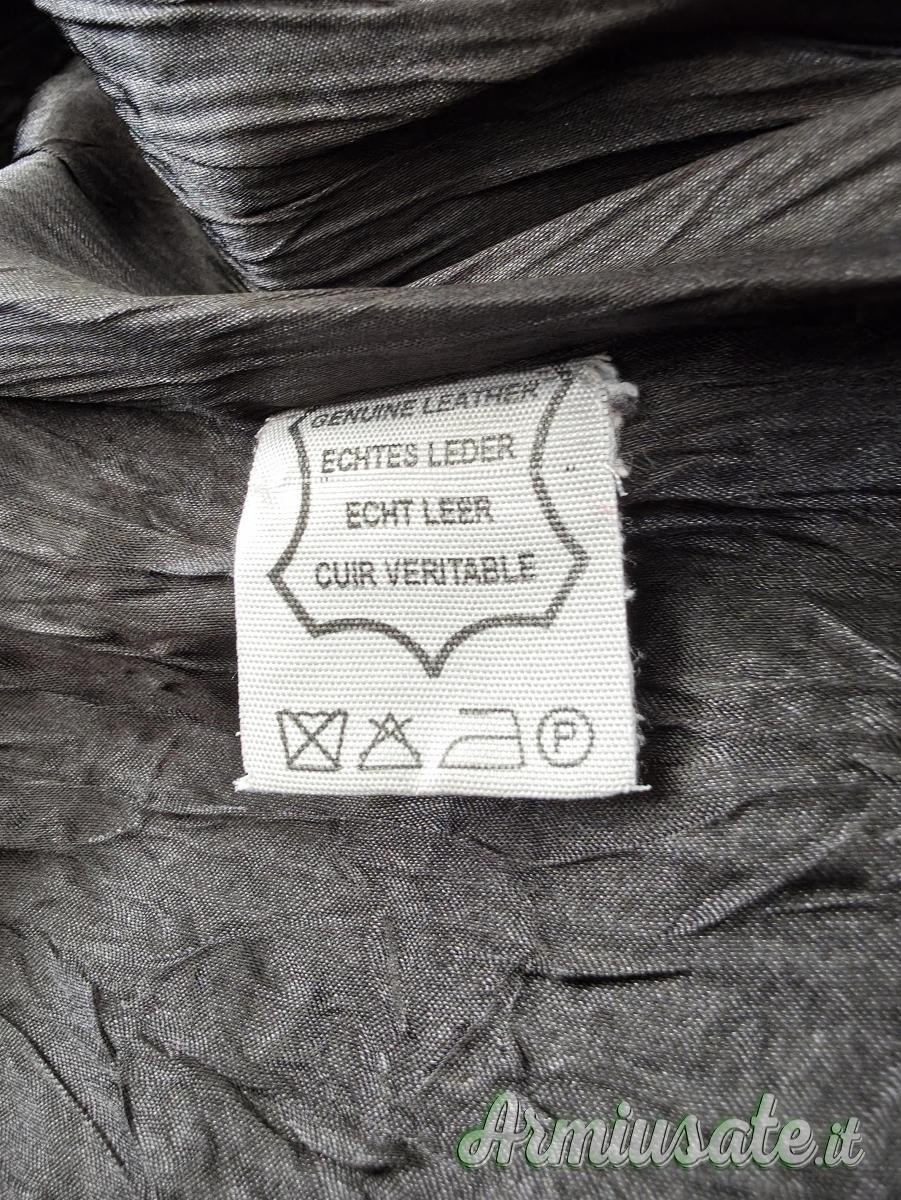 GENUINE LEATHER
ECHTES LEDER
ECHT LEER
CUIR VERITABLE
P
Armiusate.it